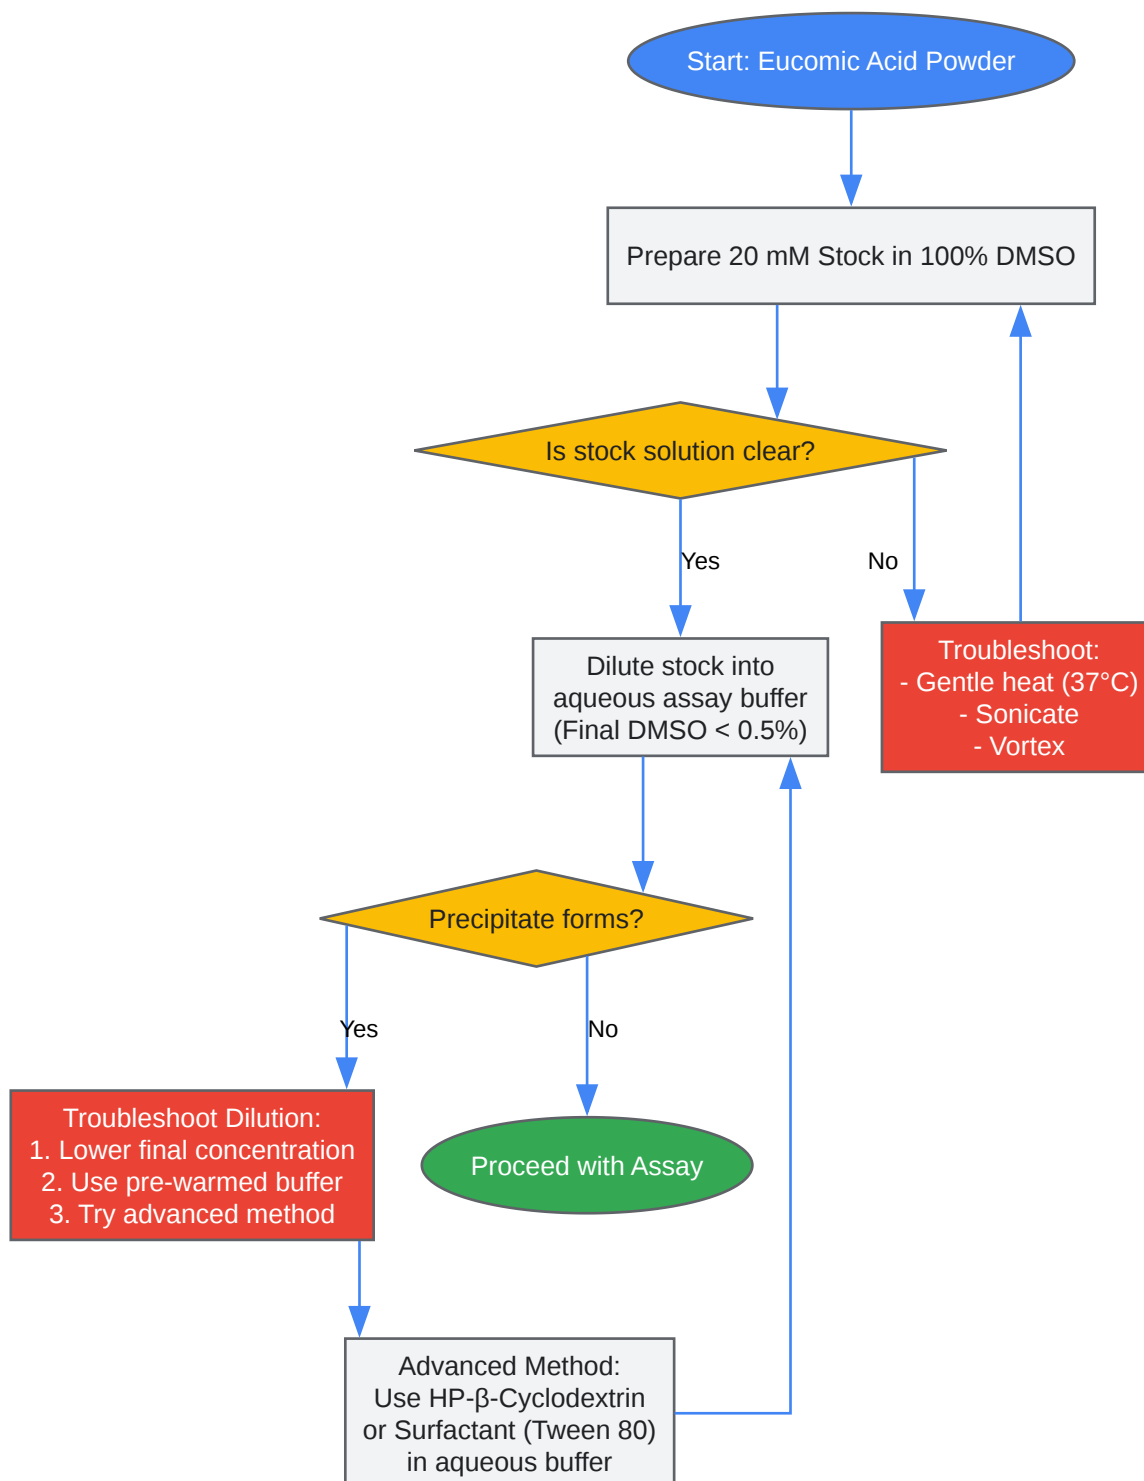 Start: Eucomic Acid Powder
Prepare 20 mM Stock in 100% DMSO
Is stock solution clear?
Yes
No
Dilute stock into
aqueous assay buffer
(Final DMSO < 0.5%)
Troubleshoot:
- Gentle heat (37°C)
- Sonicate
- Vortex
Precipitate forms?
Yes
No
Troubleshoot Dilution:
1. Lower final concentration
2. Use pre-warmed buffer
3. Try advanced method
Proceed with Assay
Advanced Method:
Use HP-β-Cyclodextrin
or Surfactant (Tween 80)
in aqueous buffer